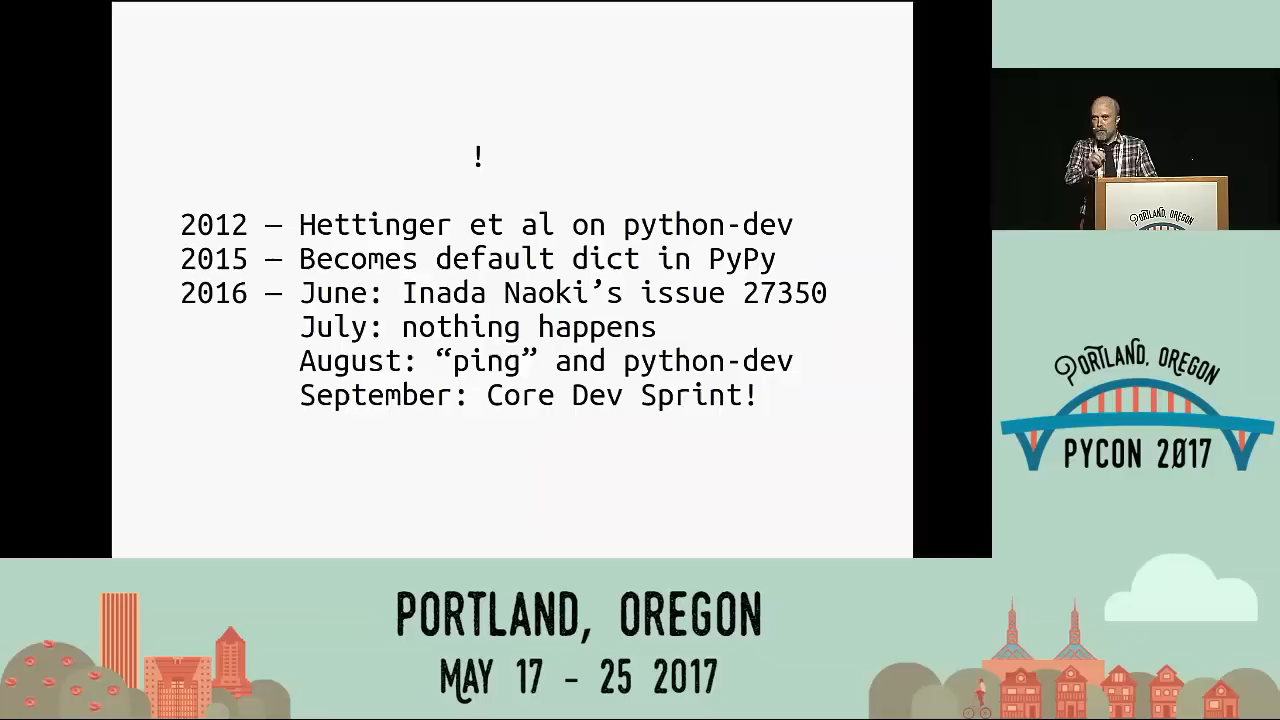 !
2012 — Hettinger et al on python-dev
2015 — Becomes default dict in PyPy
2016 — June: Inada Naoki’s issue 27350
July: nothing happens
August: “ping” and python-dev
September: Core Dev Sprint!
PORTLAND, OREGON
PORTLAND, OREGON
PYCON 2017
PORTLAND, OREGON
MAY 17 - 25 2017